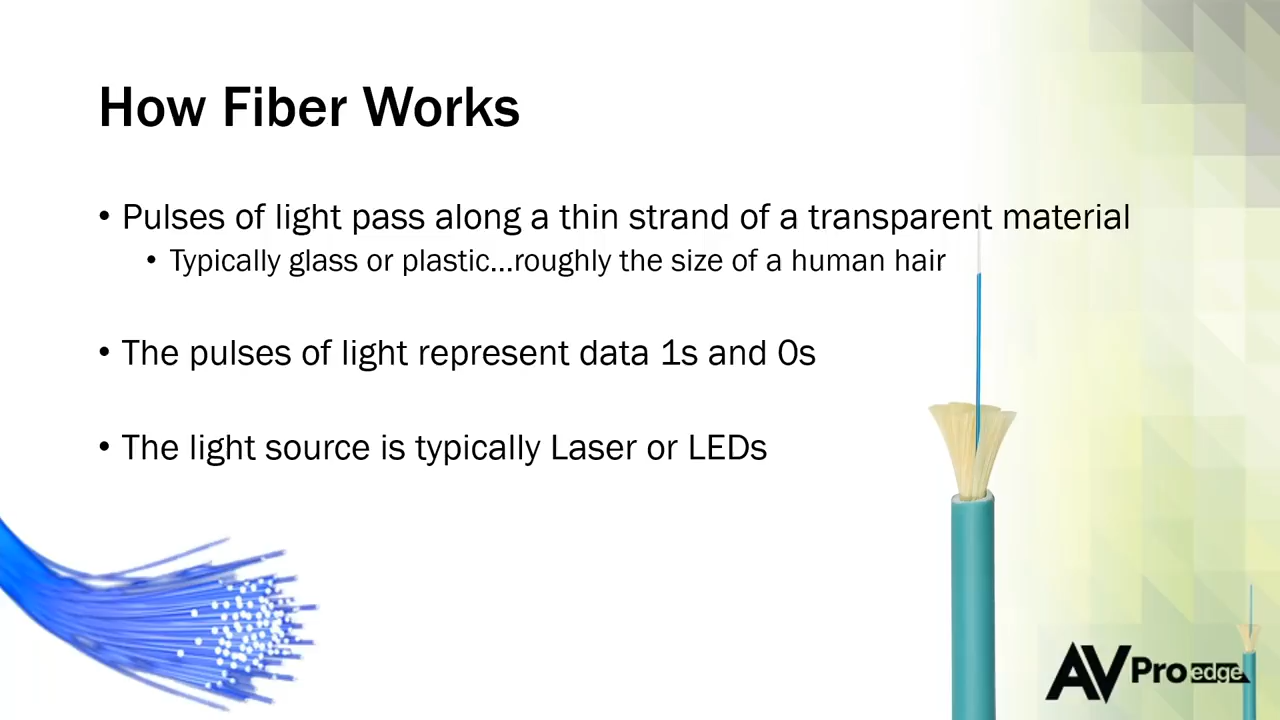 How Fiber Works
• Pulses of light pass along a thin strand of a transparent material
• Typically glass or plastic...roughly the size of a human hair
• The pulses of light represent data 1s and 0s
• The light source is typically Laser or LEDs
AVPro edge